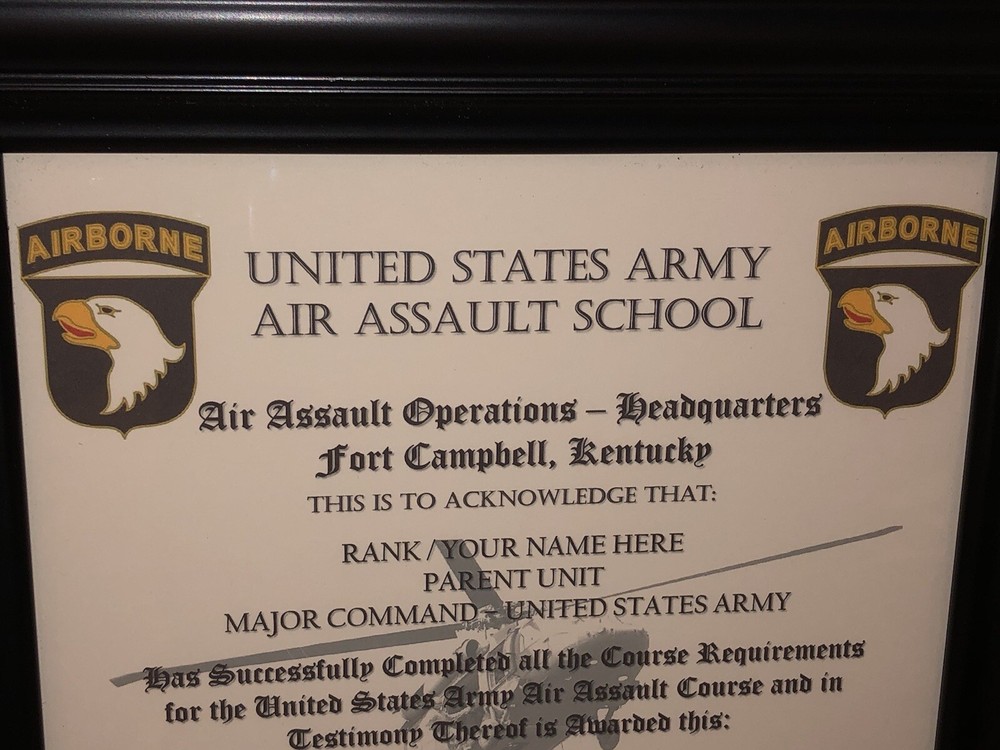 AIRBORNE
AIRBORNE
UNITED STATES ARMY
AIR ASSAULT SCHOOL
Air Assault Operations – Headquarters
Fort Campbell, Kentucky
THIS IS TO ACKNOWLEDGE THAT:
RANK / YOUR NAME HERE
PARENT UNIT
MAJOR COMMAND – UNITED STATES ARMY
Has Successfully Completed all the Course Requirements
for the United States Army Air Assault Course and in
Testimony Thereof is Awarded this: